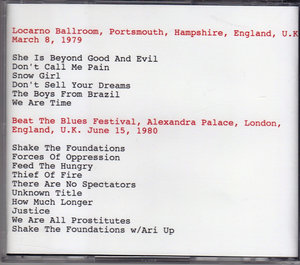 Locarno Ballroom, Portsmouth, Hampshire, England, U.K
March 8, 1979
She Is Beyond Good And Evil
Don't Call Me Pain
Snow Girl
Don't Sell Your Dreams
The Boys From Brazil
We Are Time
Beat The Blues Festival, Alexandra Palace, London,
England, U.K. June 15, 1980
Shake The Foundations
Forces Of Oppression
Feed The Hungry
Thief Of Fire
There Are No Spectators
Unknown Title
How Much Longer
Justice
We Are All Prostitutes
Shake The Foundations w/Ari Up